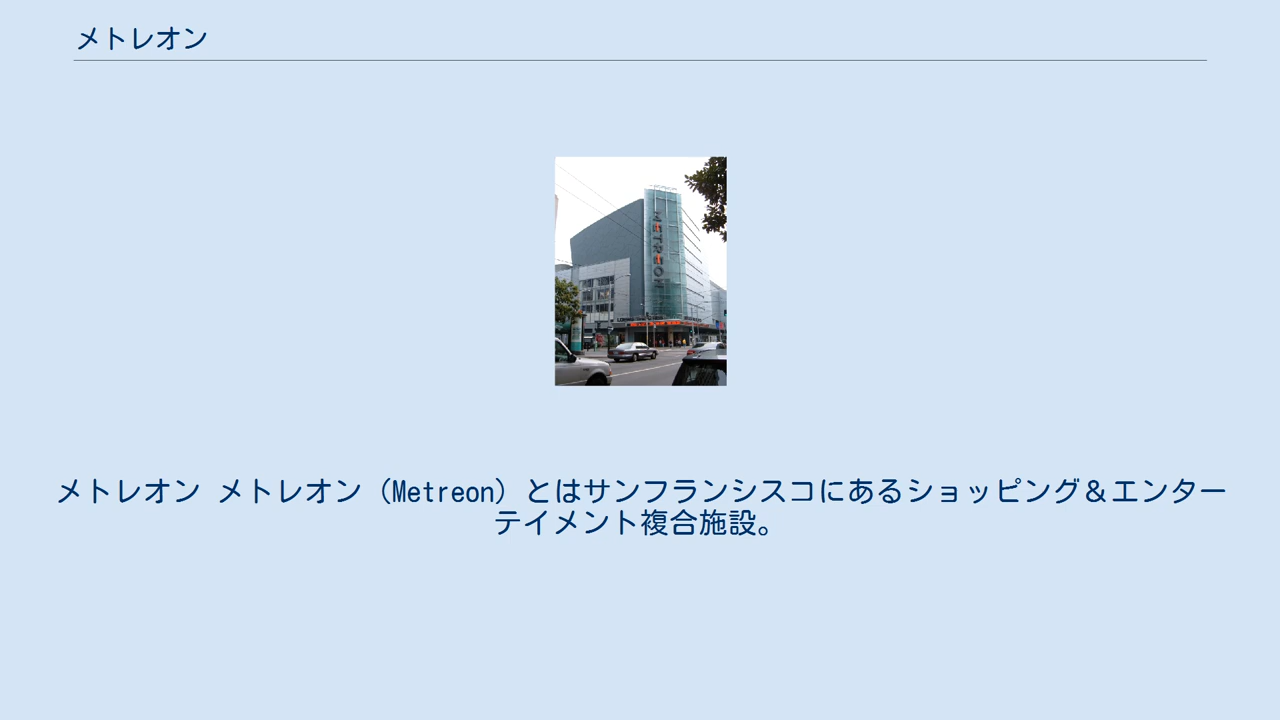 メトレオン
METREON
メトレオン メトレオン（Metreon）とはサンフランシスコにあるショッピング＆エンター
テイメント複合施設。